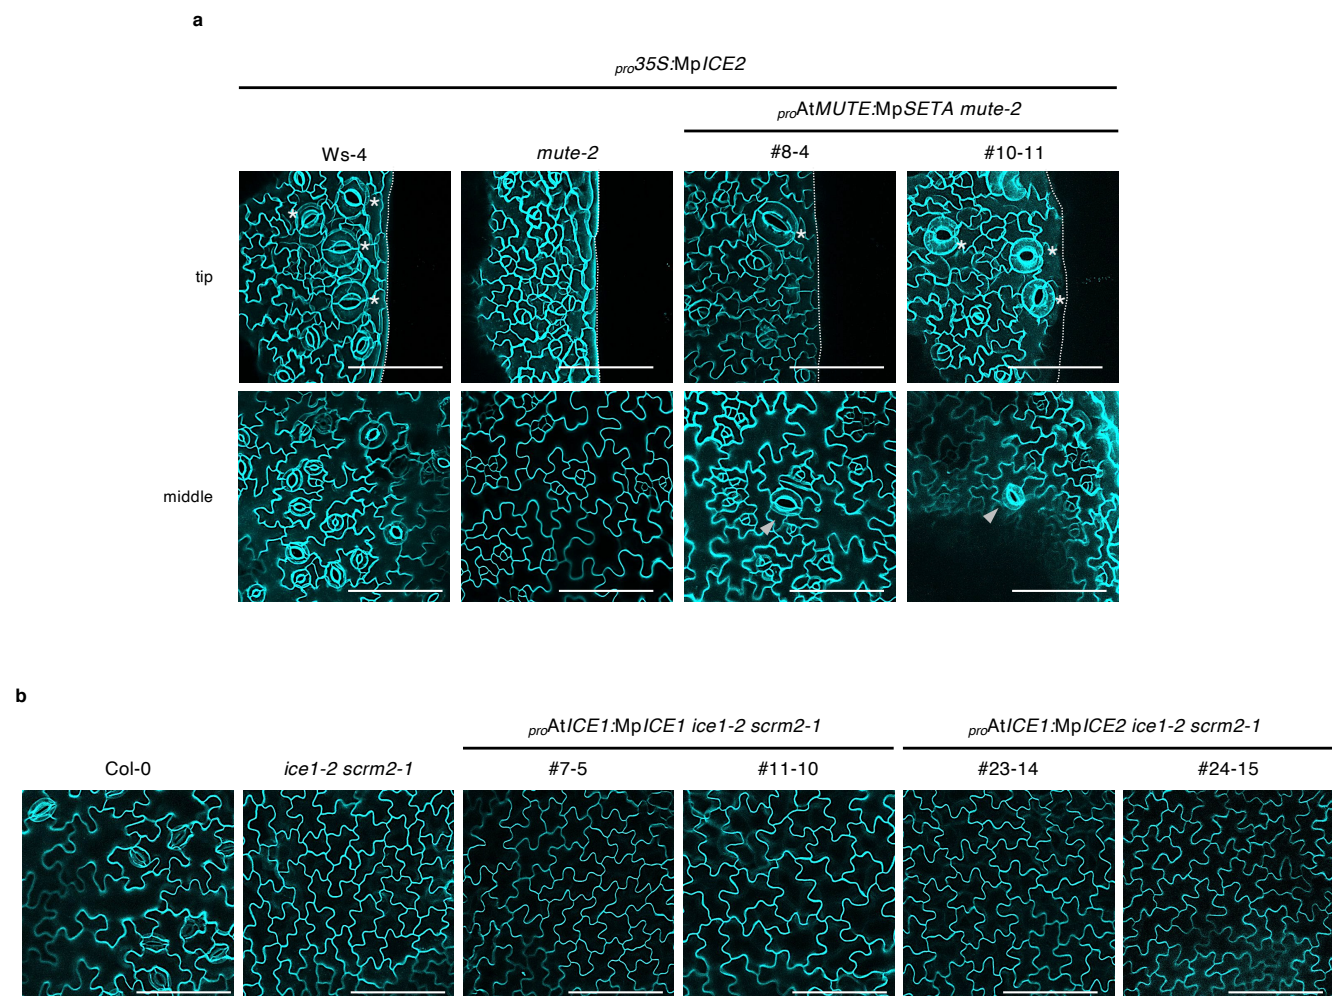 a
pro35S:MpICE2
proAtMUTE:MpSETA mute-2
Ws-4 mute-2 #8-4 #10-11
* * * * * * * *
tip
middle
b
proAtICE1:MpICE1 ice1-2 scrm2-1 proAtICE1:MpICE2 ice1-2 scrm2-1
Col-0 ice1-2 scrm2-1 #7-5 #11-10 #23-14 #24-15